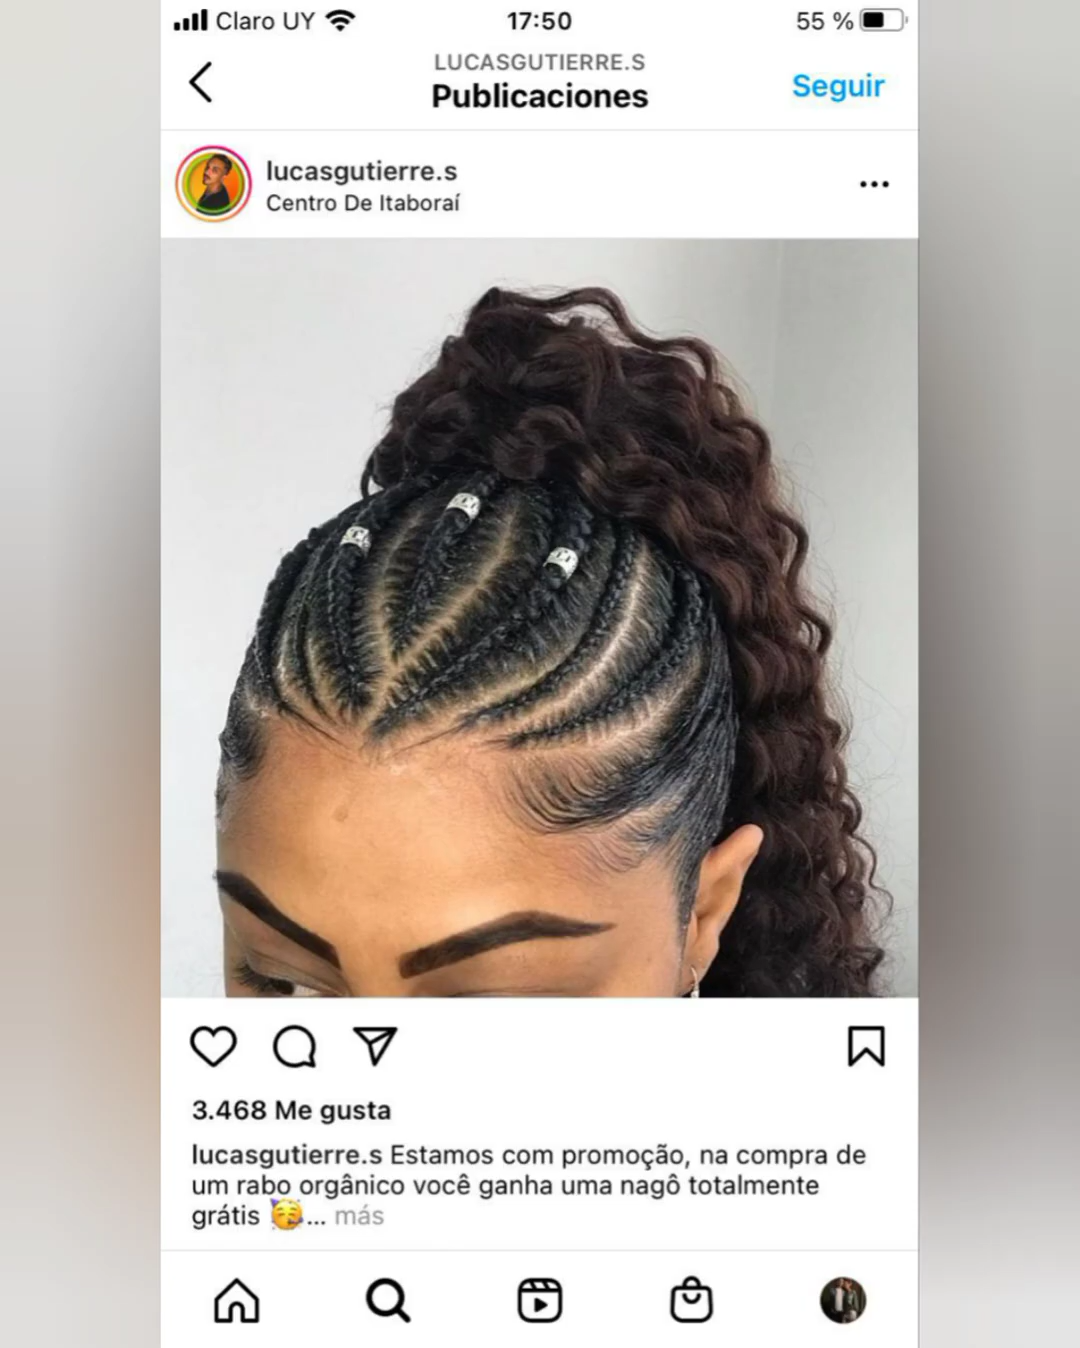 Claro UY 17:50 55 %
LUCASGUTIERRE.S
Publicaciones
Seguir
lucasgutierre.s
Centro De Itaboraí
3.468 Me gusta
lucasgutierre.s Estamos com promoção, na compra de
um rabo orgânico você ganha uma nagô totalmente
grátis 🥳... más